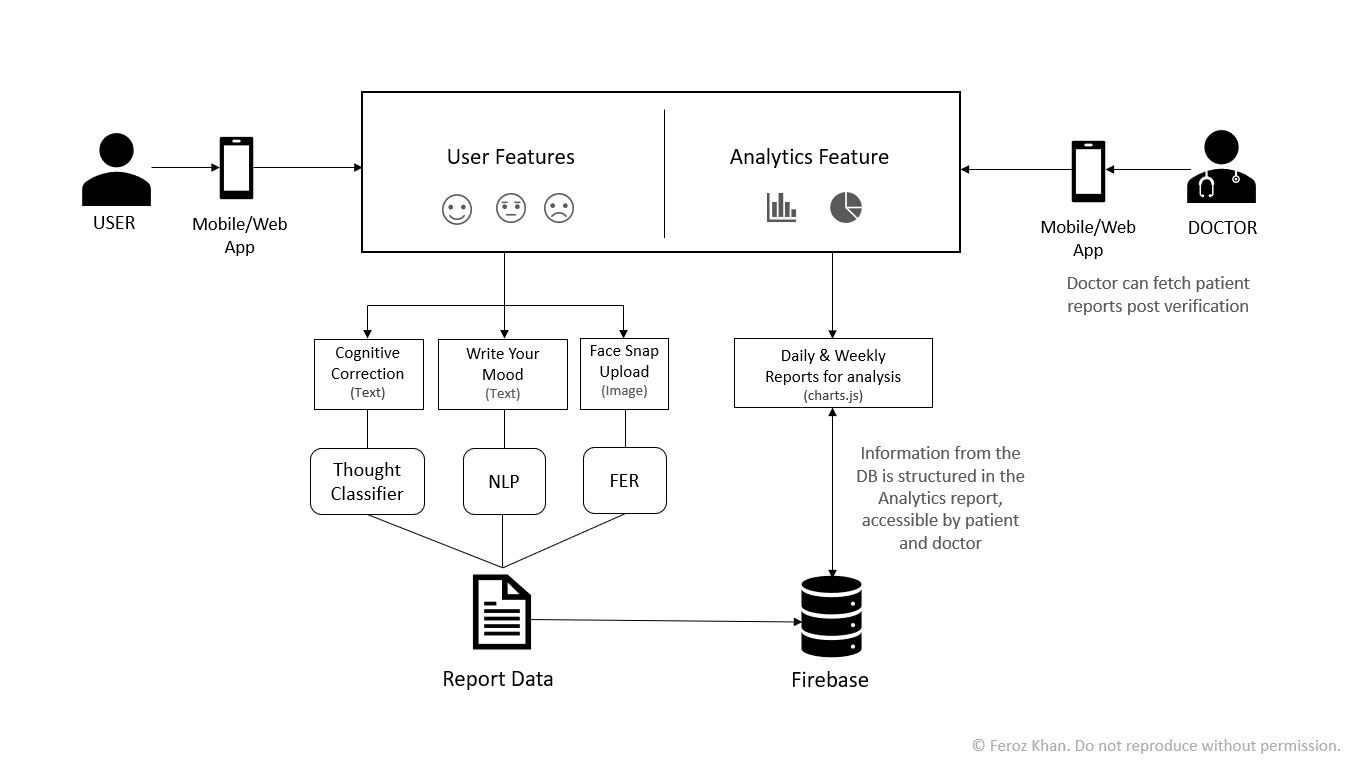 User Features
Analytics Feature
USER
Mobile/Web
App
Mobile/Web
App
DOCTOR
Doctor can fetch patient
reports post verification
Cognitive
Correction
(Text)
Write Your
Mood
(Text)
Face Snap
Upload
(Image)
Daily & Weekly
Reports for analysis
(charts.js)
Thought
Classifier
NLP
FER
Information from the
DB is structured in the
Analytics report,
accessible by patient
and doctor
Report Data
Firebase
© Feroz Khan. Do not reproduce without permission.